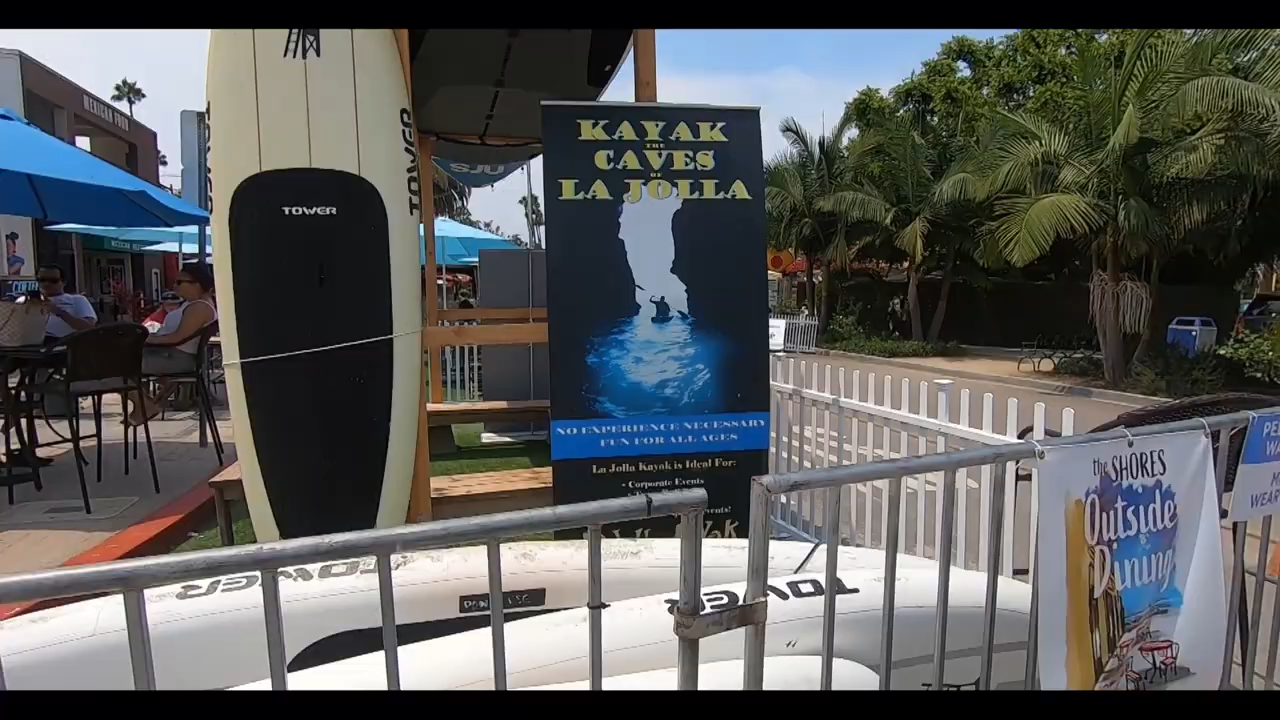 MEXICAN FOOD
TOWER
TOWER
KAYAK
THE
CAVES
OF
LA JOLLA
NO EXPERIENCE NECESSARY
FUN FOR ALL AGES
La Jolla Kayak is Ideal For:
• Corporate Events
TOWER
TOWER
the SHORES
Outside
Dining